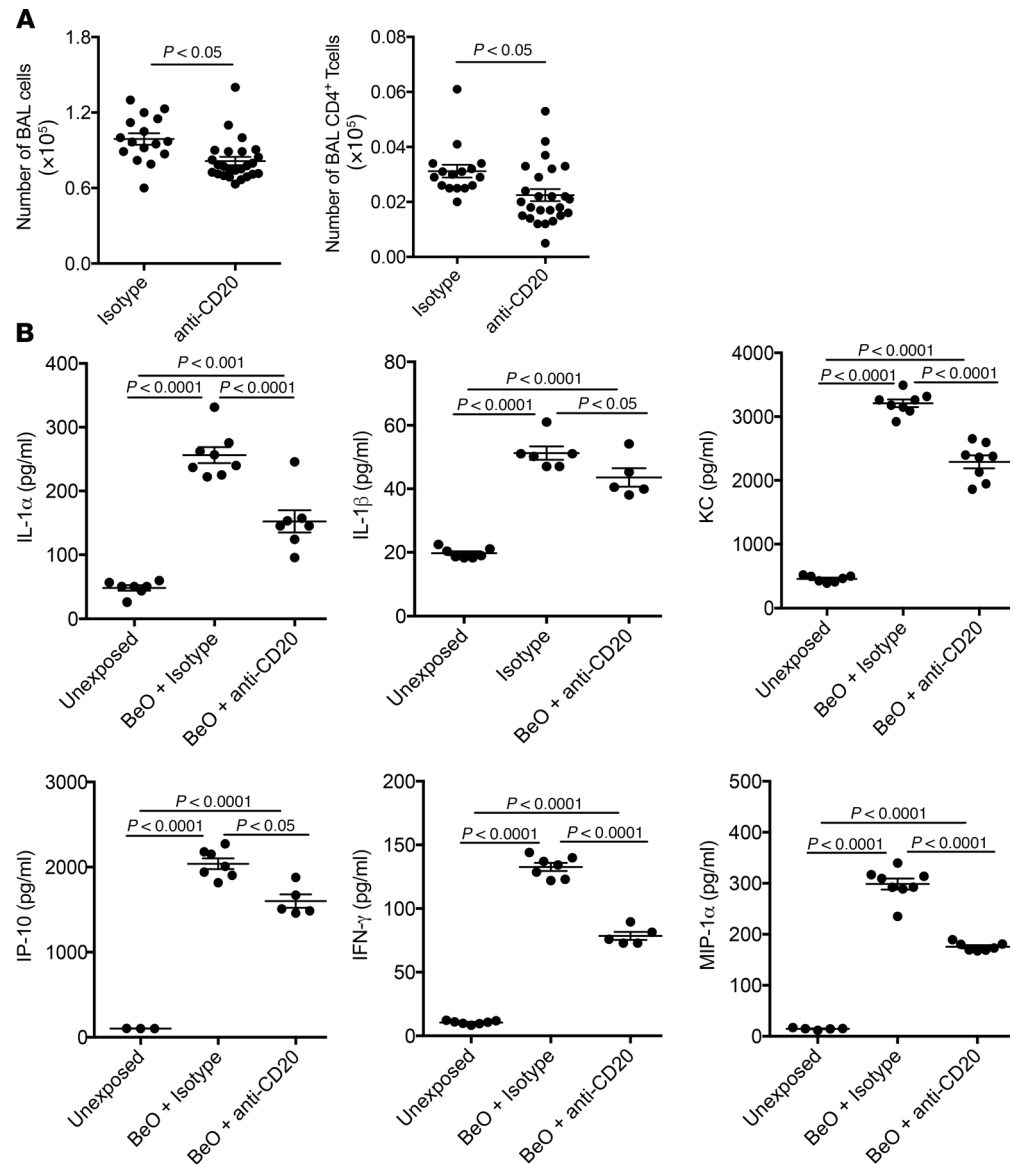 A
Number of BAL cells
(×10⁵)
1.8
1.2
0.6
0.0
P < 0.05
Isotype
anti-CD20
Number of BAL CD4⁺ Tcells
(×10⁵)
0.08
0.06
0.04
0.02
0.00
P < 0.05
Isotype
anti-CD20
B
IL-1α (pg/ml)
400
300
200
100
0
P < 0.001
P < 0.0001
P < 0.0001
Unexposed
BeO + Isotype
BeO + anti-CD20
IL-1β (pg/ml)
80
60
40
20
0
P < 0.0001
P < 0.0001
P < 0.05
Unexposed
Isotype
BeO + anti-CD20
KC (pg/ml)
4000
3000
2000
1000
0
P < 0.0001
P < 0.0001
P < 0.0001
Unexposed
BeO + Isotype
BeO + anti-CD20
IP-10 (pg/ml)
3000
2000
1000
0
P < 0.0001
P < 0.0001
P < 0.05
Unexposed
BeO + Isotype
BeO + anti-CD20
IFN-γ (pg/ml)
200
150
100
50
0
P < 0.0001
P < 0.0001
P < 0.0001
Unexposed
BeO + Isotype
BeO + anti-CD20
MIP-1α (pg/ml)
500
400
300
200
100
0
P < 0.0001
P < 0.0001
P < 0.0001
Unexposed
BeO + Isotype
BeO + anti-CD20